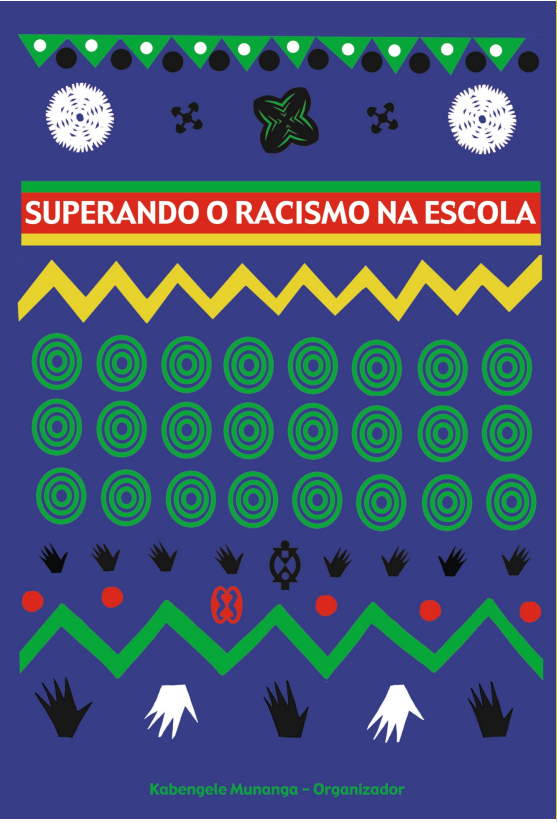 SUPERANDO O RACISMO NA ESCOLA
Kabengele Munanga – Organizador